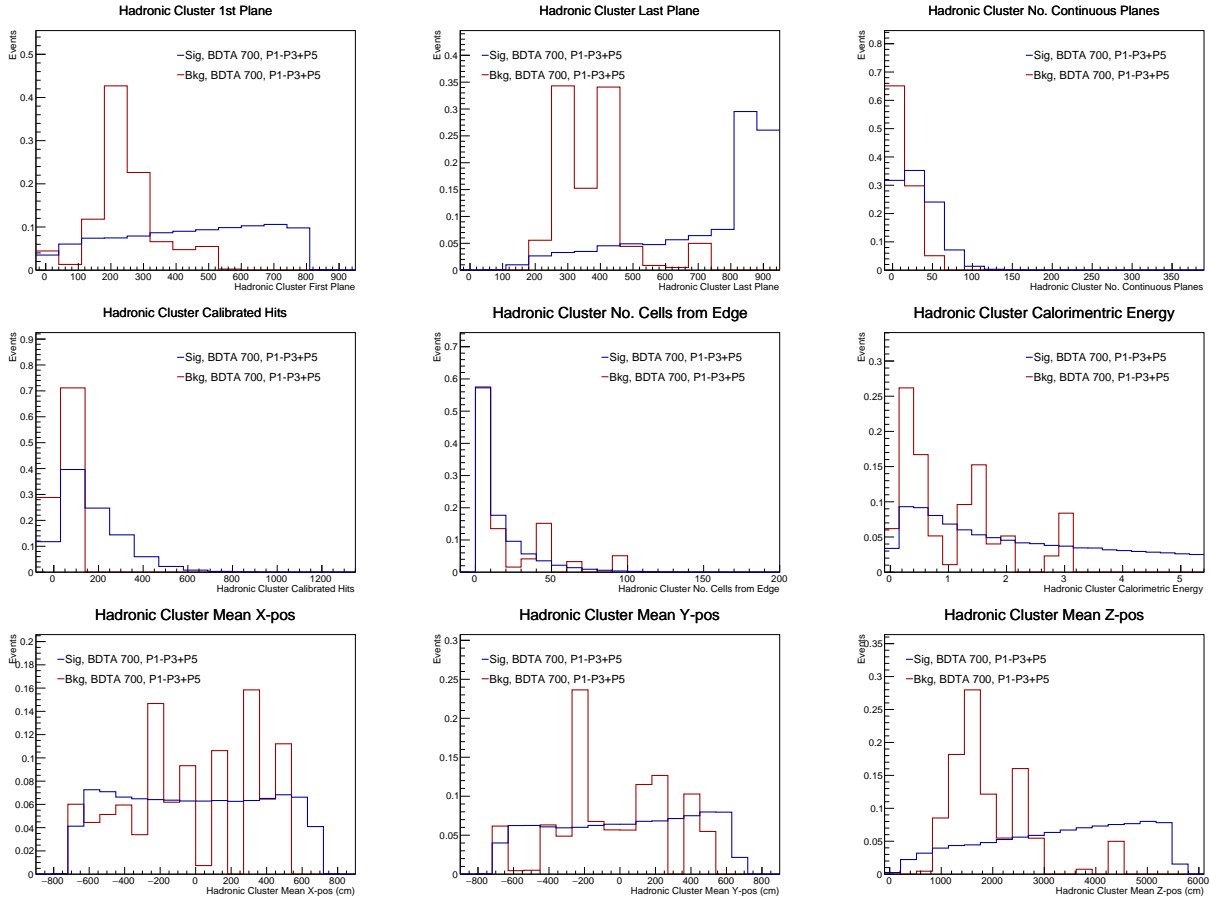 Hadronic Cluster 1st Plane
Events
Sig, BDTA 700, P1-P3+P5
Bkg, BDTA 700, P1-P3+P5
0.5
0.4
0.3
0.2
0.1
0
0 100 200 300 400 500 600 700 800 900
Hadronic Cluster First Plane
Hadronic Cluster Last Plane
Events
Sig, BDTA 700, P1-P3+P5
Bkg, BDTA 700, P1-P3+P5
0.4
0.35
0.3
0.25
0.2
0.15
0.1
0.05
0
0 100 200 300 400 500 600 700 800 900
Hadronic Cluster Last Plane
Hadronic Cluster No. Continuous Planes
Events
Sig, BDTA 700, P1-P3+P5
Bkg, BDTA 700, P1-P3+P5
0.8
0.7
0.6
0.5
0.4
0.3
0.2
0.1
0
0 50 100 150 200 250 300 350
Hadronic Cluster No. Continuous Planes
Hadronic Cluster Calibrated Hits
Events
Sig, BDTA 700, P1-P3+P5
Bkg, BDTA 700, P1-P3+P5
0.9
0.8
0.7
0.6
0.5
0.4
0.3
0.2
0.1
0
0 200 400 600 800 1000 1200
Hadronic Cluster Calibrated Hits
Hadronic Cluster No. Cells from Edge
Events
Sig, BDTA 700, P1-P3+P5
Bkg, BDTA 700, P1-P3+P5
0.7
0.6
0.5
0.4
0.3
0.2
0.1
0
0 50 100 150 200
Hadronic Cluster No. Cells from Edge
Hadronic Cluster Calorimetric Energy
Events
Sig, BDTA 700, P1-P3+P5
Bkg, BDTA 700, P1-P3+P5
0.3
0.25
0.2
0.15
0.1
0.05
0
0 1 2 3 4 5
Hadronic Cluster Calorimetric Energy
Hadronic Cluster Mean X-pos
Events
Sig, BDTA 700, P1-P3+P5
Bkg, BDTA 700, P1-P3+P5
0.2
0.18
0.16
0.14
0.12
0.1
0.08
0.06
0.04
0.02
0
−800 −600 −400 −200 0 200 400 600 800
Hadronic Cluster Mean X-pos (cm)
Hadronic Cluster Mean Y-pos
Events
Sig, BDTA 700, P1-P3+P5
Bkg, BDTA 700, P1-P3+P5
0.3
0.25
0.2
0.15
0.1
0.05
0
−800 −600 −400 −200 0 200 400 600 800
Hadronic Cluster Mean Y-pos (cm)
Hadronic Cluster Mean Z-pos
Events
Sig, BDTA 700, P1-P3+P5
Bkg, BDTA 700, P1-P3+P5
0.35
0.3
0.25
0.2
0.15
0.1
0.05
0
0 1000 2000 3000 4000 5000 6000
Hadronic Cluster Mean Z-pos (cm)